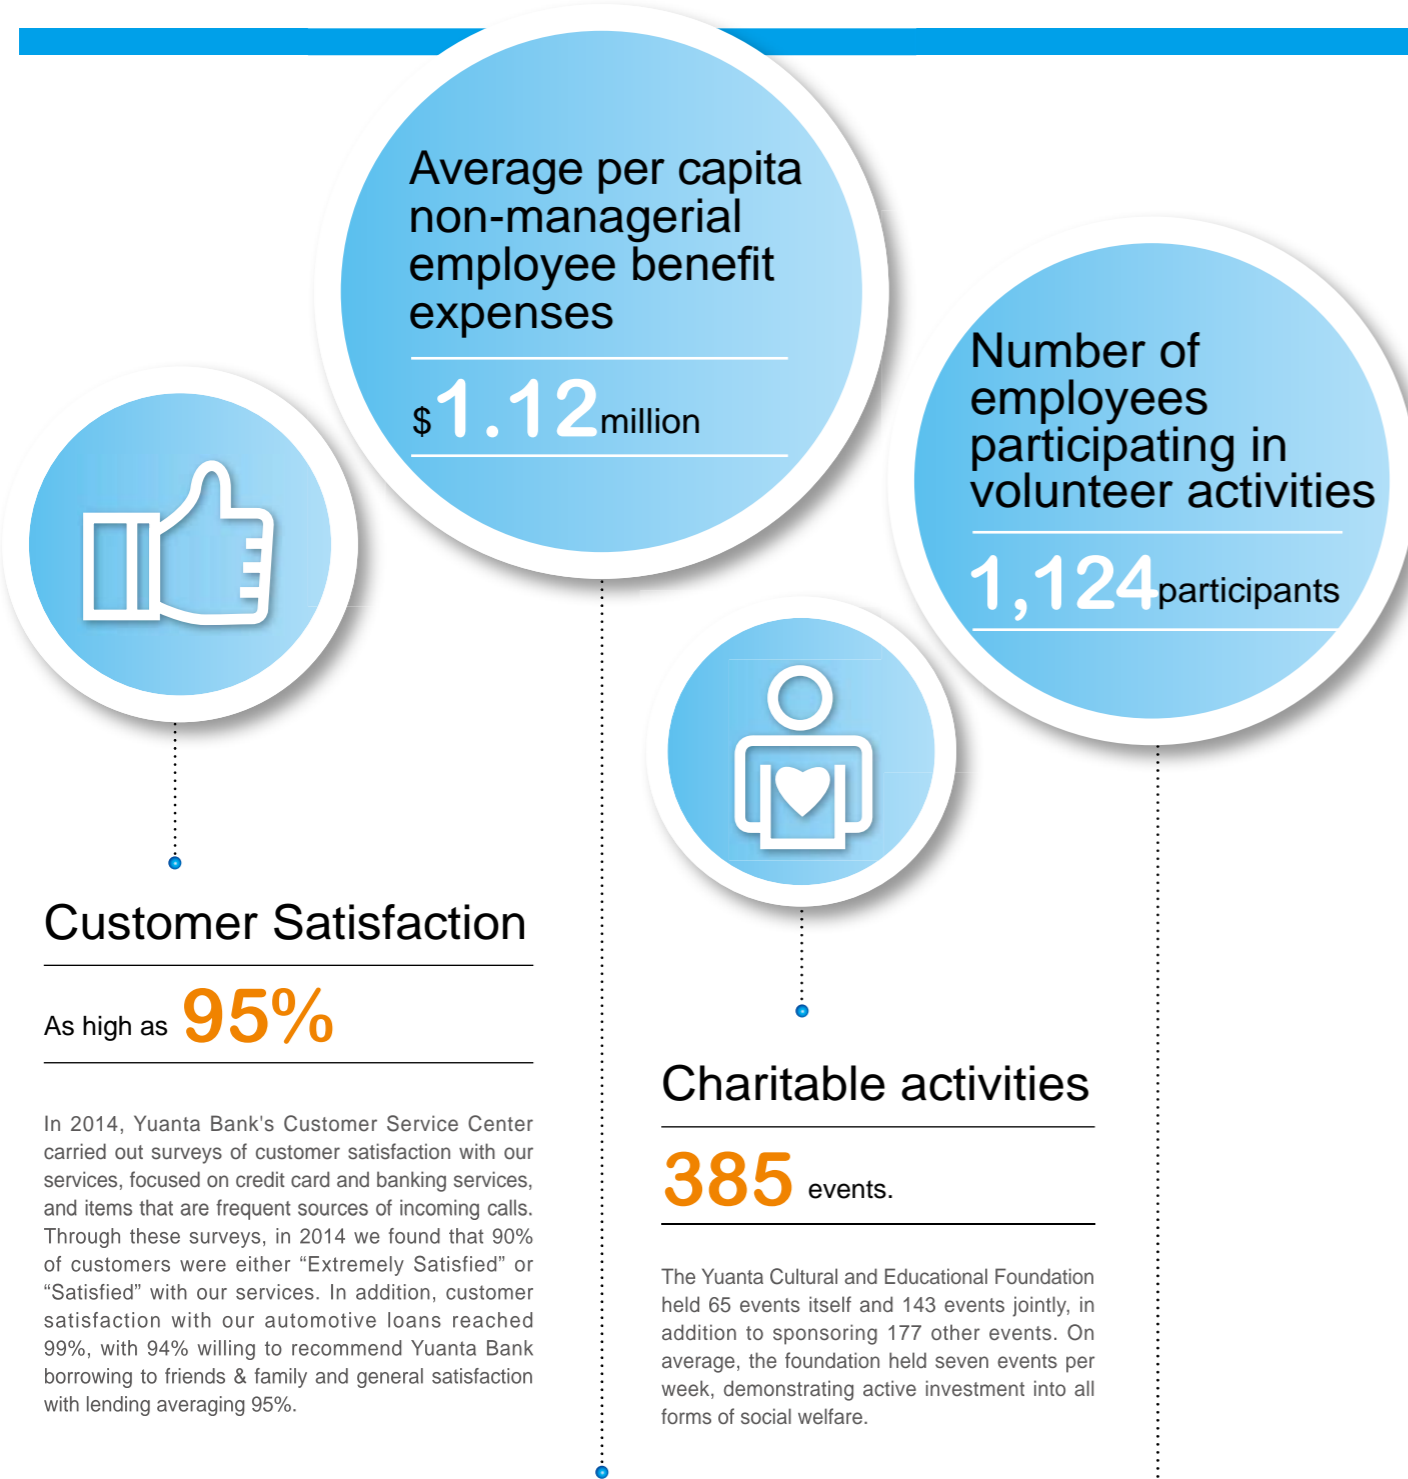 Average per capita
non-managerial
employee benefit
expenses
$1.12million
Number of
employees
participating in
volunteer activities
1,124participants
Customer Satisfaction
As high as 95%
In 2014, Yuanta Bank's Customer Service Center
carried out surveys of customer satisfaction with our
services, focused on credit card and banking services,
and items that are frequent sources of incoming calls.
Through these surveys, in 2014 we found that 90%
of customers were either “Extremely Satisfied” or
“Satisfied” with our services. In addition, customer
satisfaction with our automotive loans reached
99%, with 94% willing to recommend Yuanta Bank
borrowing to friends & family and general satisfaction
with lending averaging 95%.
Charitable activities
385 events.
The Yuanta Cultural and Educational Foundation
held 65 events itself and 143 events jointly, in
addition to sponsoring 177 other events. On
average, the foundation held seven events per
week, demonstrating active investment into all
forms of social welfare.